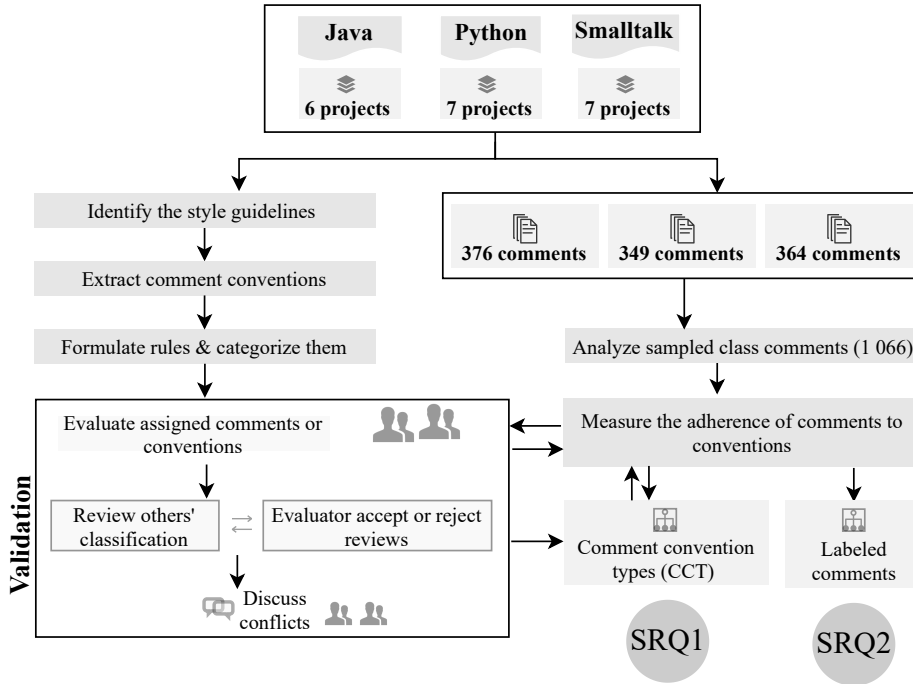 Java
Python
Smalltalk
6 projects
7 projects
7 projects
Identify the style guidelines
Extract comment conventions
Formulate rules & categorize them
376 comments
349 comments
364 comments
Analyze sampled class comments (1 066)
Measure the adherence of comments to
conventions
Validation
Evaluate assigned comments or
conventions
Review others'
classification
Evaluator accept or reject
reviews
Discuss
conflicts
Comment convention
types (CCT)
Labeled
comments
SRQ1
SRQ2